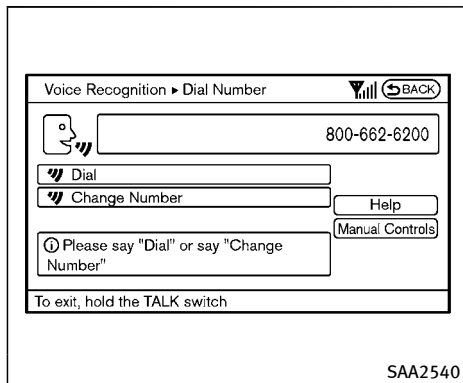 Voice Recognition ▸ Dial Number
BACK
800-662-6200
Dial
Change Number
Help
Manual Controls
Please say "Dial" or say "Change
Number"
To exit, hold the TALK switch
SAA2540